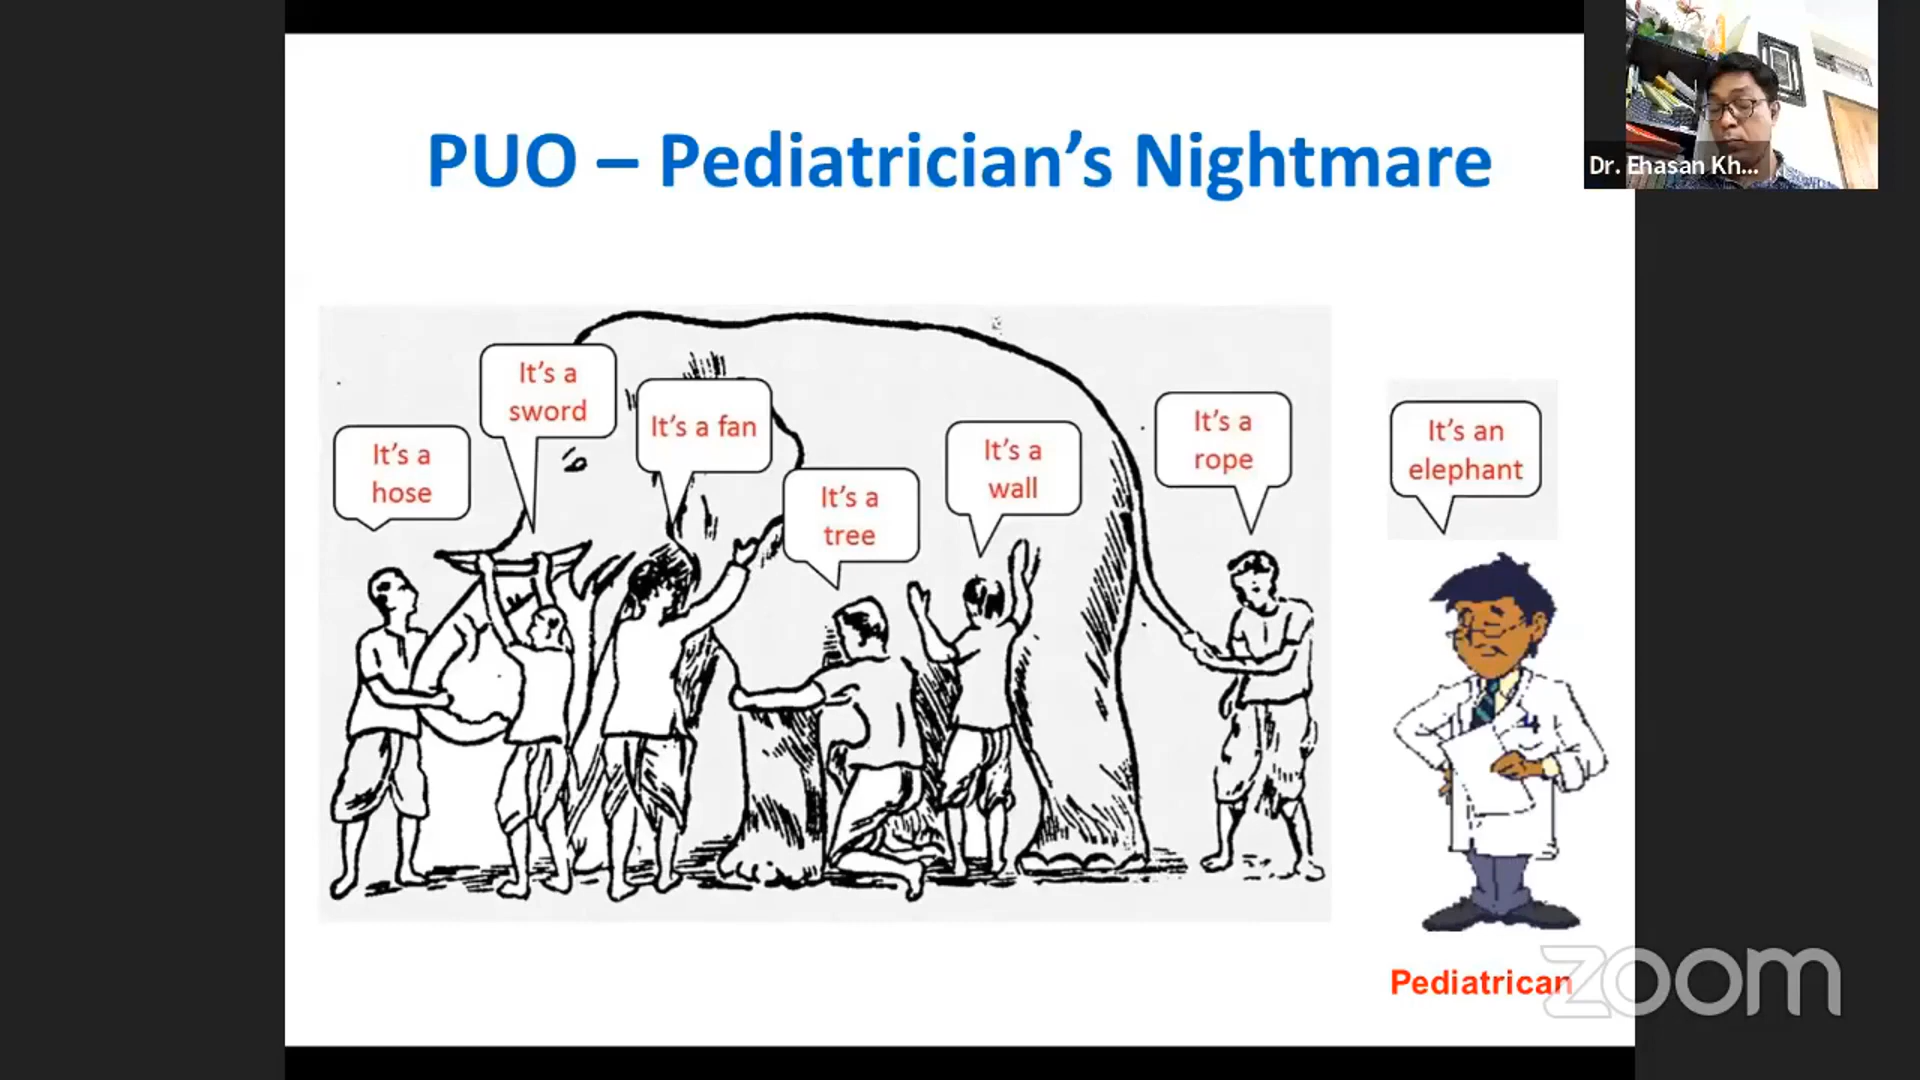 PUO – Pediatrician's Nightmare
Dr. Ehasan Kh...
It's a
hose
It's a
sword
It's a fan
It's a
tree
It's a
wall
It's a
rope
It's an
elephant
Pediatrican
zoom